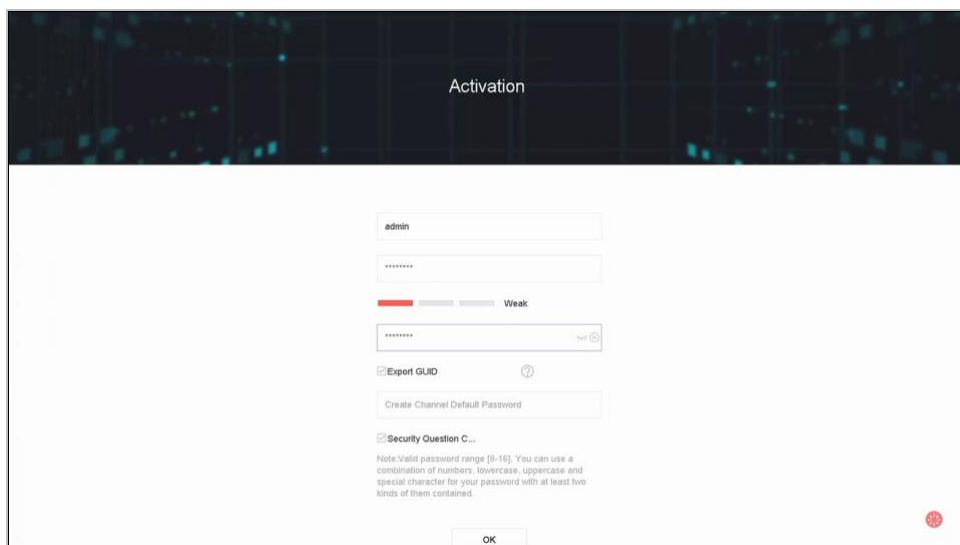 Activation
admin
********
Weak
********
Export GUID
Create Channel Default Password
Security Question C...
Note:Valid password range [8-16]. You can use a
combination of numbers, lowercase, uppercase and
special character for your password with at least two
kinds of them contained.
OK